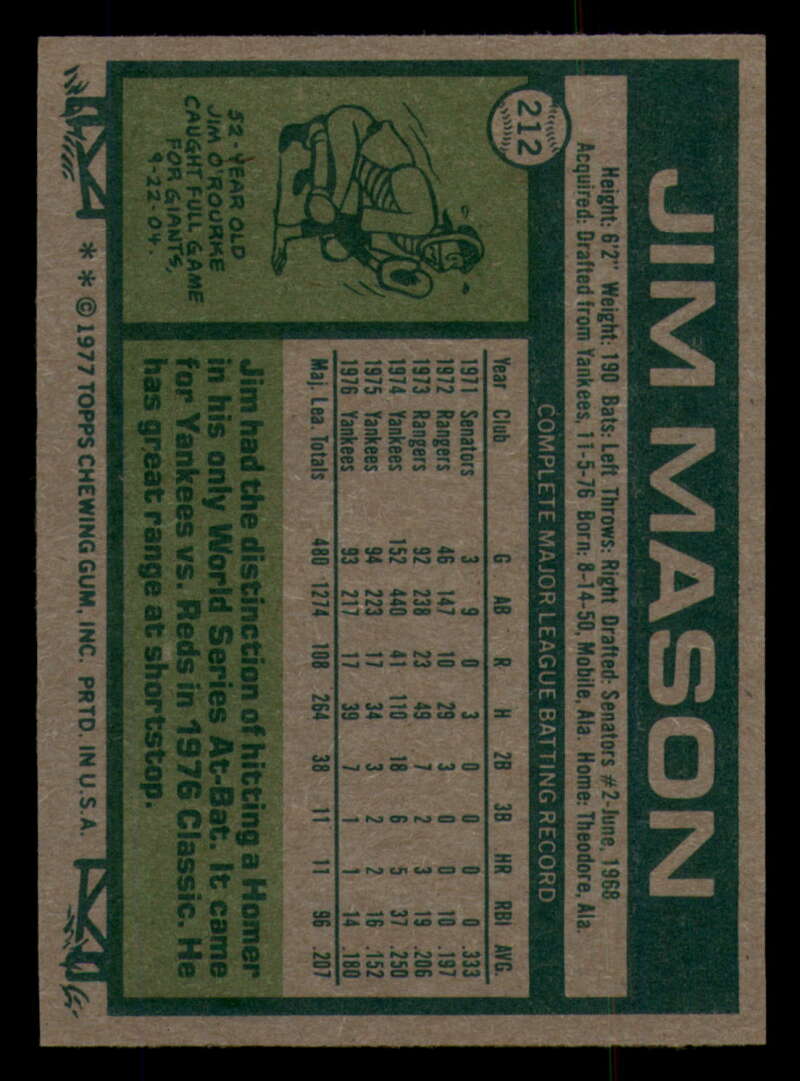 JIM MASON
212
Height: 6'2" Weight: 190 Bats: Left Throws: Right Drafted: Senators #2-June, 1968
Acquired: Drafted from Yankees, 11-5-76 Born: 8-14-50, Mobile, Ala. Home: Theodore, Ala.
COMPLETE MAJOR LEAGUE BATTING RECORD
Year Club G AB R H 2B 3B HR RBI AVG.
1971 Senators 3 9 0 3 0 0 0 0 .333
1972 Rangers 46 147 10 29 3 0 0 10 .197
1973 Rangers 92 238 23 49 7 2 3 19 .206
1974 Yankees 152 440 41 110 18 6 5 37 .250
1975 Yankees 94 223 17 34 3 2 2 16 .152
1976 Yankees 93 217 17 39 7 1 1 14 .180
Maj. Lea. Totals 480 1274 108 264 38 11 11 96 .207
52-YEAR OLD
JIM O'ROURKE
CAUGHT FULL GAME
FOR GIANTS,
9-22-04.
Jim had the distinction of hitting a Homer
in his only World Series At-Bat. It came
for Yankees vs. Reds in 1976 Classic. He
has great range at shortstop.
* * © 1977 TOPPS CHEWING GUM, INC. PRTD. IN U.S.A.